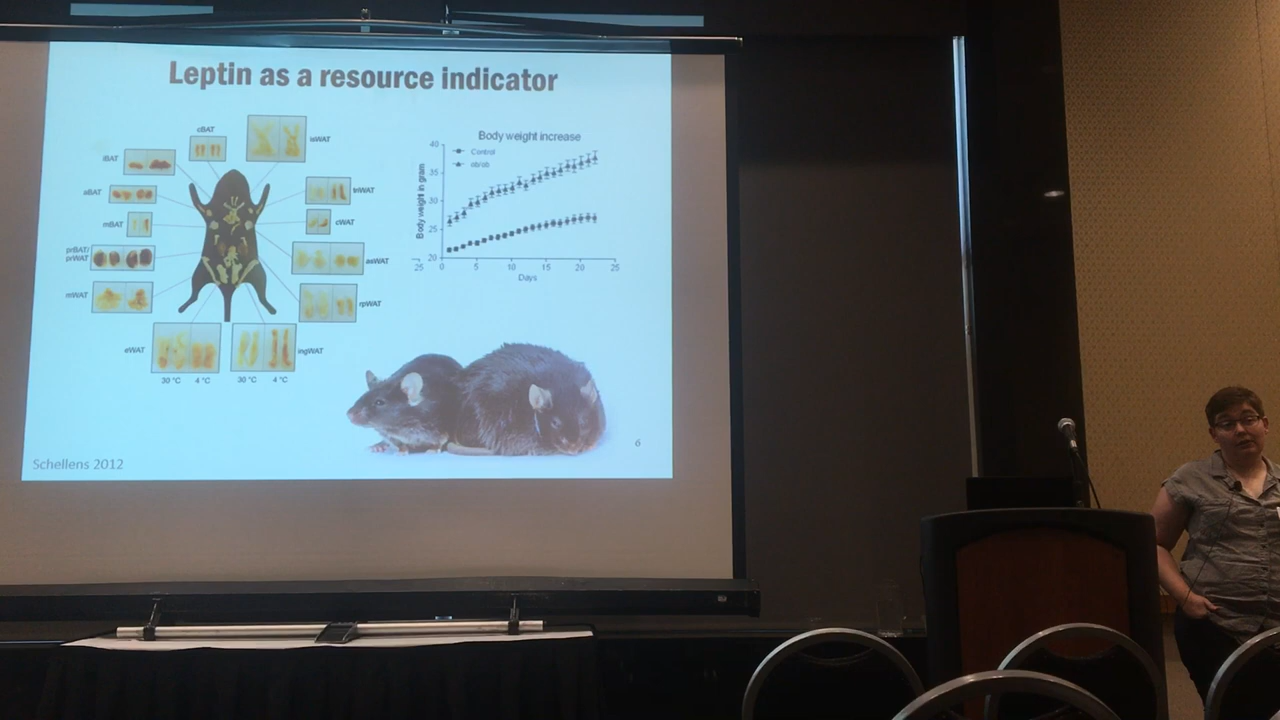 Leptin as a resource indicator
cBAT
isWAT
iBAT
trWAT
aBAT
cWAT
mBAT
prBAT/
prWAT
asWAT
mWAT
rpWAT
eWAT
ingWAT
30 °C 4 °C 30 °C 4 °C
Body weight increase
Control
ob/ob
Body weight in gram
40
35
30
25
20
25
0 5 10 15 20 25
Days
Schellens 2012
6